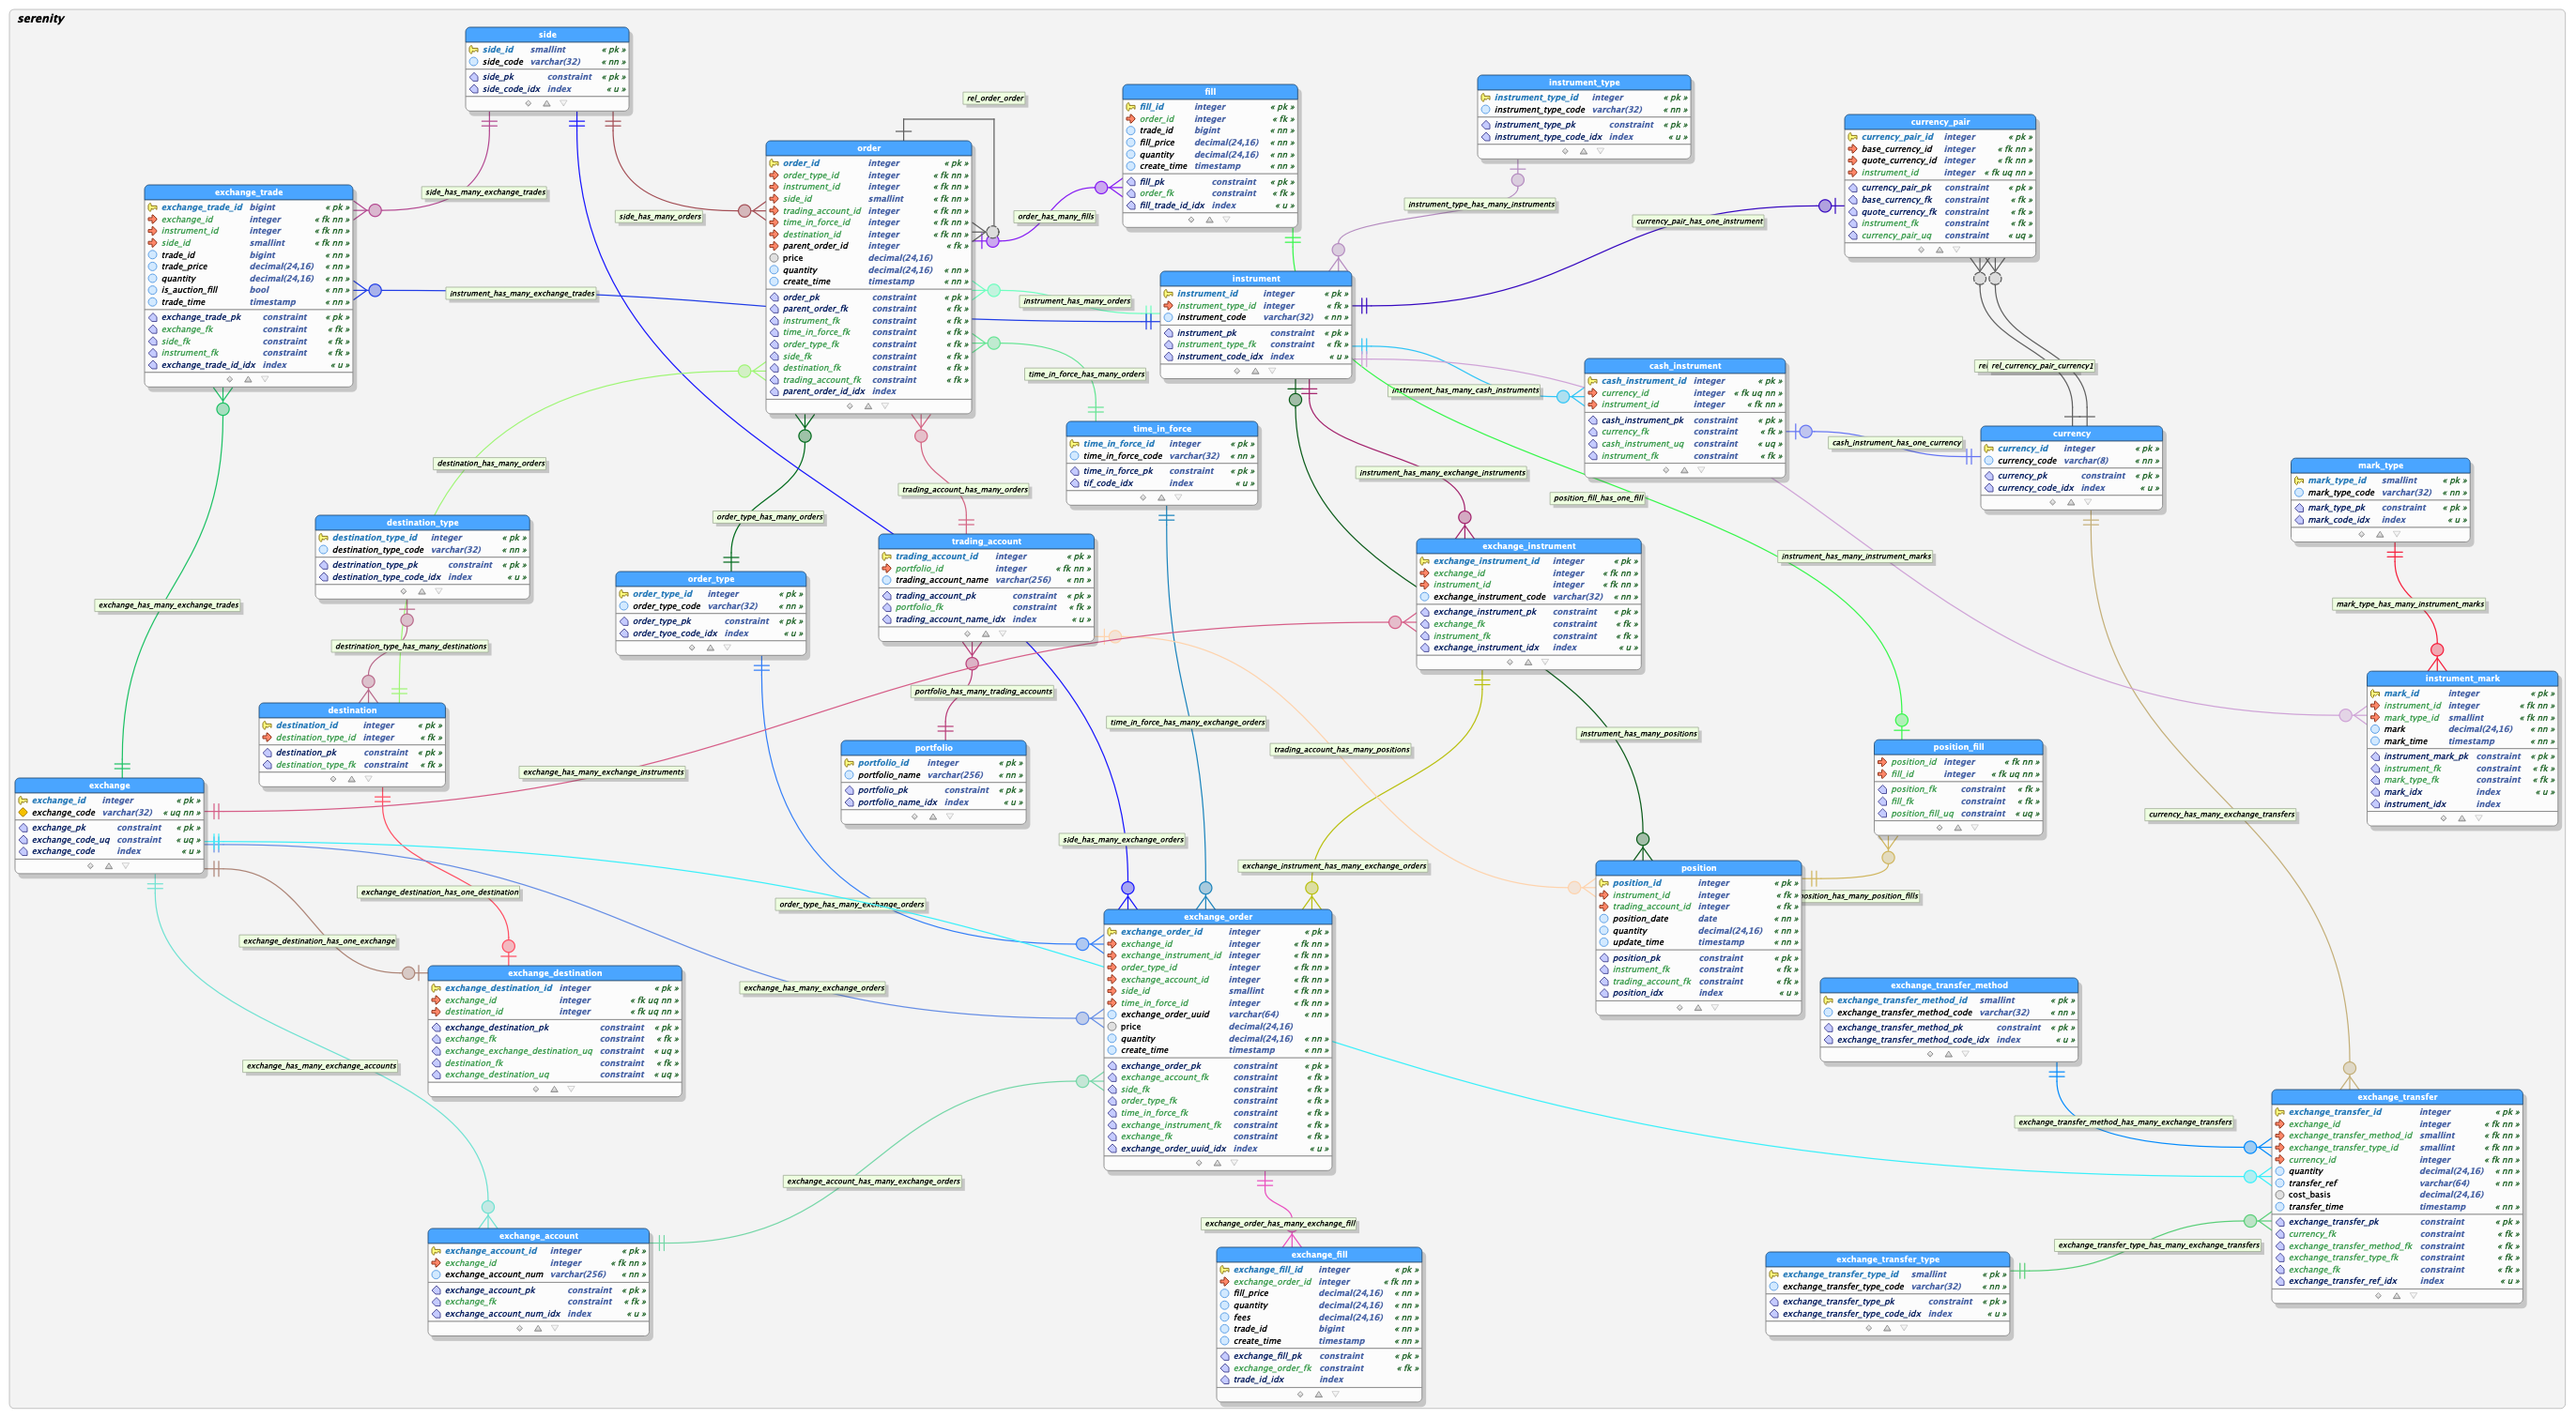 serenity
side
side_id smallint « pk »
side_code varchar(32) « nn »
side_pk constraint « pk »
side_code_idx index « u »
rel_order_order
fill
fill_id integer « pk »
order_id integer « fk »
trade_id bigint « nn »
fill_price decimal(24,16) « nn »
quantity decimal(24,16) « nn »
create_time timestamp « nn »
fill_pk constraint « pk »
order_fk constraint « fk »
fill_trade_id_idx index « u »
instrument_type
instrument_type_id integer « pk »
instrument_type_code varchar(32) « nn »
instrument_type_pk constraint « pk »
instrument_type_code_idx index « u »
currency_pair
currency_pair_id integer « pk »
base_currency_id integer « fk nn »
quote_currency_id integer « fk nn »
instrument_id integer « fk uq nn »
currency_pair_pk constraint « pk »
base_currency_fk constraint « fk »
quote_currency_fk constraint « fk »
instrument_fk constraint « fk »
currency_pair_uq constraint « uq »
order
order_id integer « pk »
order_type_id integer « fk nn »
instrument_id integer « fk nn »
side_id smallint « fk nn »
trading_account_id integer « fk nn »
time_in_force_id integer « fk nn »
destination_id integer « fk nn »
parent_order_id integer « fk »
price decimal(24,16)
quantity decimal(24,16) « nn »
create_time timestamp « nn »
order_pk constraint « pk »
parent_order_fk constraint « fk »
instrument_fk constraint « fk »
time_in_force_fk constraint « fk »
order_type_fk constraint « fk »
side_fk constraint « fk »
destination_fk constraint « fk »
trading_account_fk constraint « fk »
parent_order_id_idx index
exchange_trade
exchange_trade_id bigint « pk »
exchange_id integer « fk nn »
instrument_id integer « fk nn »
side_id smallint « fk nn »
trade_id bigint « nn »
trade_price decimal(24,16) « nn »
quantity decimal(24,16) « nn »
is_auction_fill bool « nn »
trade_time timestamp « nn »
exchange_trade_pk constraint « pk »
exchange_fk constraint « fk »
side_fk constraint « fk »
instrument_fk constraint « fk »
exchange_trade_id_idx index « u »
side_has_many_exchange_trades
side_has_many_orders
order_has_many_fills
instrument_type_has_many_instruments
currency_pair_has_one_instrument
instrument_has_many_exchange_trades
instrument_has_many_orders
instrument
instrument_id integer « pk »
instrument_type_id integer « fk »
instrument_code varchar(32) « nn »
instrument_pk constraint « pk »
instrument_type_fk constraint « fk »
instrument_code_idx index « u »
time_in_force_has_many_orders
instrument_has_many_cash_instruments
rel rel_currency_pair_currency1
cash_instrument
cash_instrument_id integer « pk »
currency_id integer « fk uq nn »
instrument_id integer « fk nn »
cash_instrument_pk constraint « pk »
currency_fk constraint « fk »
cash_instrument_uq constraint « uq »
instrument_fk constraint « fk »
cash_instrument_has_one_currency
currency
currency_id integer « pk »
currency_code varchar(8) « nn »
currency_pk constraint « pk »
currency_code_idx index « u »
time_in_force
time_in_force_id integer « pk »
time_in_force_code varchar(32) « nn »
time_in_force_pk constraint « pk »
tif_code_idx index « u »
mark_type
mark_type_id smallint « pk »
mark_type_code varchar(32) « nn »
mark_type_pk constraint « pk »
mark_code_idx index « u »
destination_has_many_orders
trading_account_has_many_orders
order_type_has_many_orders
instrument_has_many_exchange_instruments
position_fill_has_one_fill
instrument_has_many_instrument_marks
mark_type_has_many_instrument_marks
destination_type
destination_type_id integer « pk »
destination_type_code varchar(32) « nn »
destination_type_pk constraint « pk »
destination_type_code_idx index « u »
trading_account
trading_account_id integer « pk »
portfolio_id integer « fk nn »
trading_account_name varchar(256) « nn »
trading_account_pk constraint « pk »
portfolio_fk constraint « fk »
trading_account_name_idx index « u »
exchange_instrument
exchange_instrument_id integer « pk »
exchange_id integer « fk nn »
instrument_id integer « fk nn »
exchange_instrument_code varchar(32) « nn »
exchange_instrument_pk constraint « pk »
exchange_fk constraint « fk »
instrument_fk constraint « fk »
exchange_instrument_idx index « u »
order_type
order_type_id integer « pk »
order_type_code varchar(32) « nn »
order_type_pk constraint « pk »
order_tyoe_code_idx index « u »
exchange_has_many_exchange_trades
destrination_type_has_many_destinations
portfolio_has_many_trading_accounts
time_in_force_has_many_exchange_orders
trading_account_has_many_positions
instrument_has_many_positions
exchange_has_many_exchange_instruments
instrument_mark
mark_id integer « pk »
instrument_id integer « fk nn »
mark_type_id smallint « fk nn »
mark decimal(24,16) « nn »
mark_time timestamp « nn »
instrument_mark_pk constraint « pk »
instrument_fk constraint « fk »
mark_type_fk constraint « fk »
mark_idx index « u »
instrument_idx index
destination
destination_id integer « pk »
destination_type_id integer « fk »
destination_pk constraint « pk »
destination_type_fk constraint « fk »
portfolio
portfolio_id integer « pk »
portfolio_name varchar(256) « nn »
portfolio_pk constraint « pk »
portfolio_name_idx index « u »
position_fill
position_id integer « fk nn »
fill_id integer « fk uq nn »
position_fk constraint « fk »
fill_fk constraint « fk »
position_fill_uq constraint « uq »
exchange
exchange_id integer « pk »
exchange_code varchar(32) « uq nn »
exchange_pk constraint « pk »
exchange_code_uq constraint « uq »
exchange_code index « u »
side_has_many_exchange_orders
exchange_instrument_has_many_exchange_orders
currency_has_many_exchange_transfers
exchange_destination_has_one_destination
order_type_has_many_exchange_orders
position_has_many_position_fills
position
position_id integer « pk »
instrument_id integer « fk »
trading_account_id integer « fk »
position_date date « nn »
quantity decimal(24,16) « nn »
update_time timestamp « nn »
position_pk constraint « pk »
instrument_fk constraint « fk »
trading_account_fk constraint « fk »
position_idx index « u »
exchange_destination_has_one_exchange
exchange_has_many_exchange_orders
exchange_order
exchange_order_id integer « pk »
exchange_id integer « fk nn »
exchange_instrument_id integer « fk nn »
order_type_id integer « fk nn »
exchange_account_id integer « fk nn »
side_id smallint « fk nn »
time_in_force_id integer « fk nn »
exchange_order_uuid varchar(64) « nn »
price decimal(24,16)
quantity decimal(24,16) « nn »
create_time timestamp « nn »
exchange_order_pk constraint « pk »
exchange_account_fk constraint « fk »
side_fk constraint « fk »
order_type_fk constraint « fk »
time_in_force_fk constraint « fk »
exchange_instrument_fk constraint « fk »
exchange_fk constraint « fk »
exchange_order_uuid_idx index « u »
exchange_destination
exchange_destination_id integer « pk »
exchange_id integer « fk uq nn »
destination_id integer « fk uq nn »
exchange_destination_pk constraint « pk »
exchange_fk constraint « fk »
exchange_exchange_destination_uq constraint « uq »
destination_fk constraint « fk »
exchange_destination_uq constraint « uq »
exchange_transfer_method
exchange_transfer_method_id smallint « pk »
exchange_transfer_method_code varchar(32) « nn »
exchange_transfer_method_pk constraint « pk »
exchange_transfer_method_code_idx index « u »
exchange_has_many_exchange_accounts
exchange_transfer_method_has_many_exchange_transfers
exchange_transfer
exchange_transfer_id integer « pk »
exchange_id integer « fk nn »
exchange_transfer_method_id smallint « fk nn »
exchange_transfer_type_id smallint « fk nn »
currency_id integer « fk nn »
quantity decimal(24,16) « nn »
transfer_ref varchar(64) « nn »
cost_basis decimal(24,16)
transfer_time timestamp « nn »
exchange_transfer_pk constraint « pk »
currency_fk constraint « fk »
exchange_transfer_method_fk constraint « fk »
exchange_transfer_type_fk constraint « fk »
exchange_fk constraint « fk »
exchange_transfer_ref_idx index « u »
exchange_account_has_many_exchange_orders
exchange_order_has_many_exchange_fill
exchange_transfer_type_has_many_exchange_transfers
exchange_account
exchange_account_id integer « pk »
exchange_id integer « fk nn »
exchange_account_num varchar(256) « nn »
exchange_account_pk constraint « pk »
exchange_fk constraint « fk »
exchange_account_num_idx index « u »
exchange_fill
exchange_fill_id integer « pk »
exchange_order_id integer « fk nn »
fill_price decimal(24,16) « nn »
quantity decimal(24,16) « nn »
fees decimal(24,16) « nn »
trade_id bigint « nn »
create_time timestamp « nn »
exchange_fill_pk constraint « pk »
exchange_order_fk constraint « fk »
trade_id_idx index
exchange_transfer_type
exchange_transfer_type_id smallint « pk »
exchange_transfer_type_code varchar(32) « nn »
exchange_transfer_type_pk constraint « pk »
exchange_transfer_type_code_idx index « u »